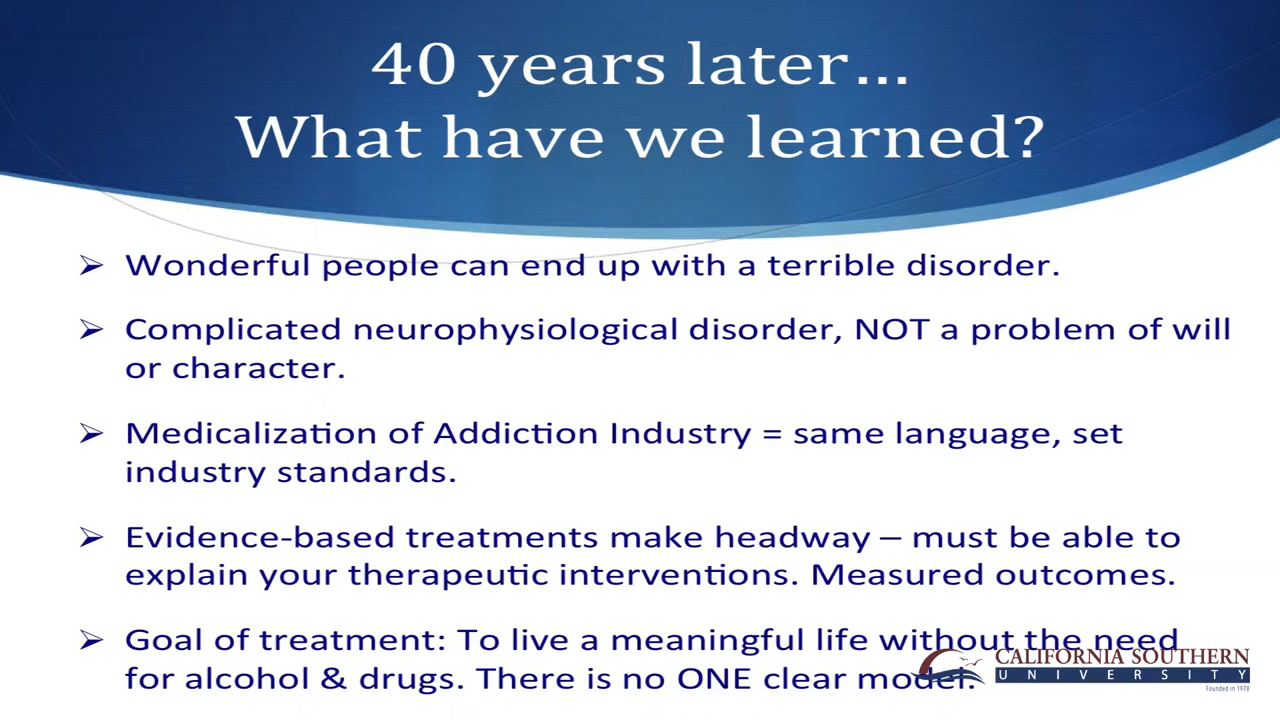 40 years later...
What have we learned?
Wonderful people can end up with a terrible disorder.
Complicated neurophysiological disorder, NOT a problem of will
or character.
Medicalization of Addiction Industry = same language, set
industry standards.
Evidence-based treatments make headway – must be able to
explain your therapeutic interventions. Measured outcomes.
Goal of treatment: To live a meaningful life without the need
for alcohol & drugs. There is no ONE clear model.
CALIFORNIA SOUTHERN
UNIVERSITY
Founded in 1978